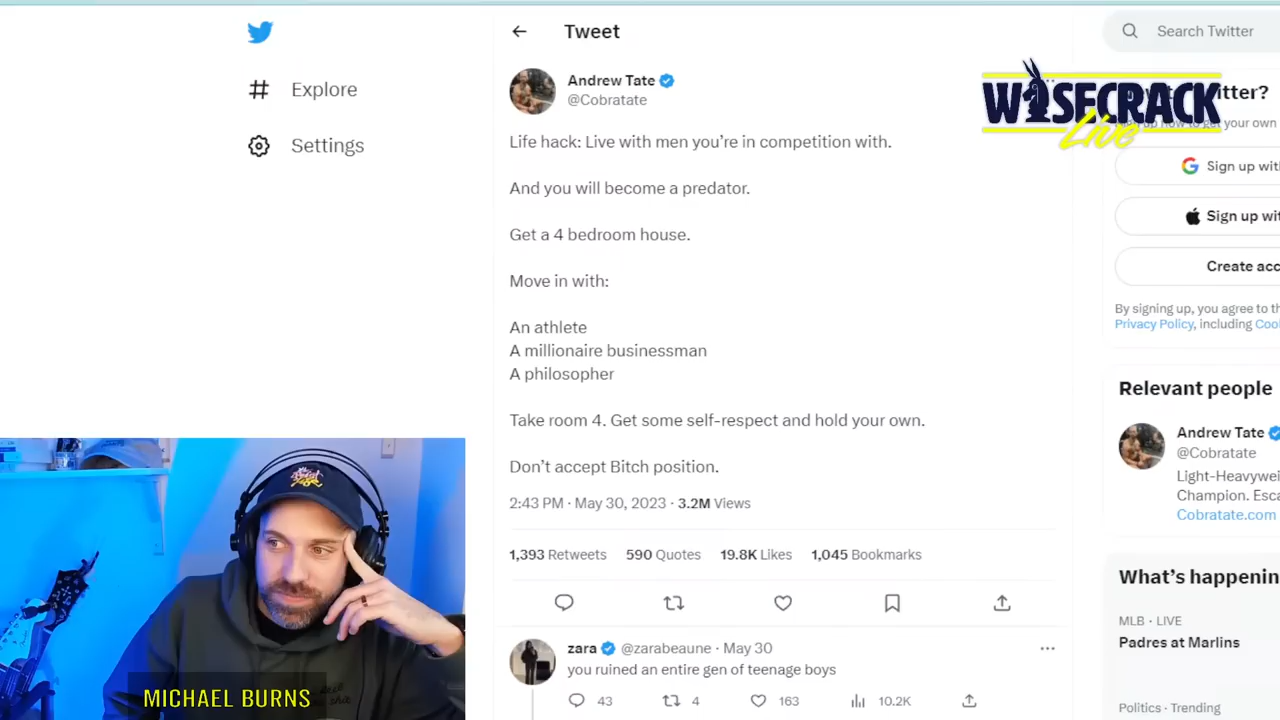 Tweet
Search Twitter
Explore
Settings
Andrew Tate
@Cobratate
WISECRACK
Live
Life hack: Live with men you're in competition with.
And you will become a predator.
Get a 4 bedroom house.
Move in with:
An athlete
A millionaire businessman
A philosopher
Take room 4. Get some self-respect and hold your own.
Don't accept Bitch position.
2:43 PM · May 30, 2023 · 3.2M Views
1,393 Retweets 590 Quotes 19.8K Likes 1,045 Bookmarks
zara @zarabeaune · May 30
you ruined an entire gen of teenage boys
43 4 163 10.2K
itter?
get your own
Sign up wit
Sign up wit
Create acc
By signing up, you agree to th
Privacy Policy, including Cook
Relevant people
Andrew Tate
@Cobratate
Light-Heavywei
Champion. Esca
Cobratate.com
What's happenin
MLB · LIVE
Padres at Marlins
Politics · Trending
MICHAEL BURNS